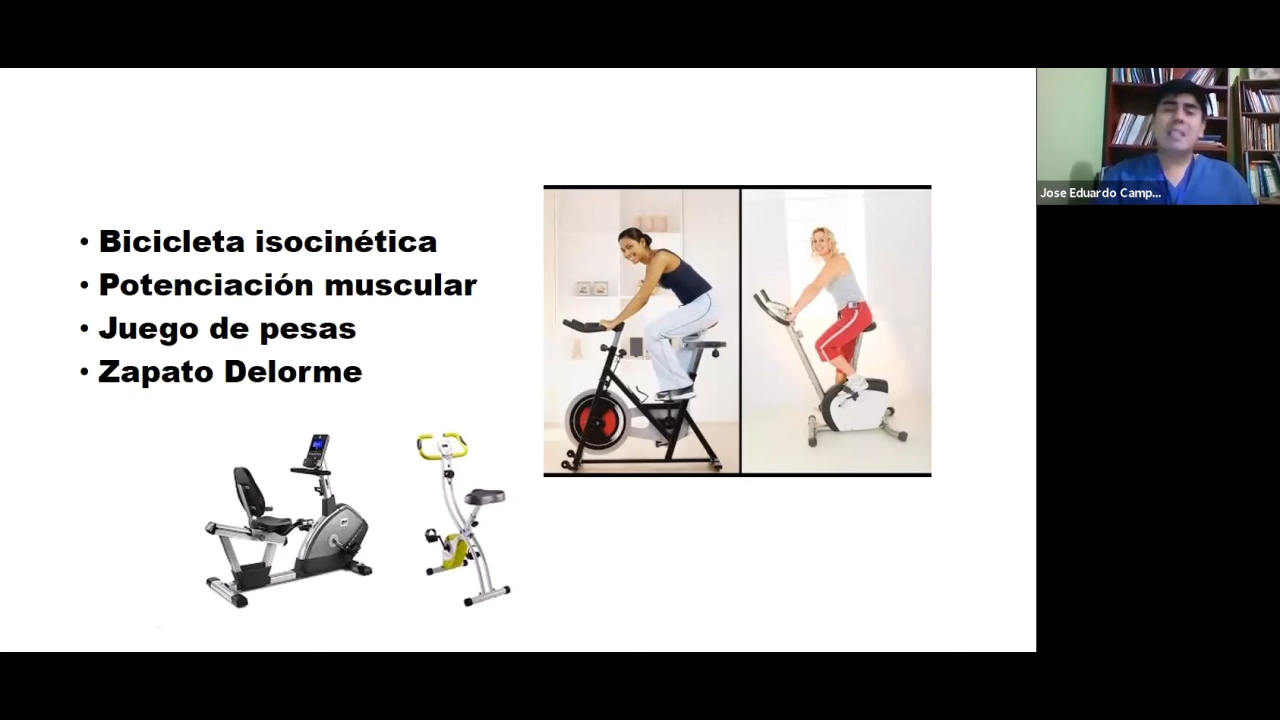 • Bicicleta isocinética
• Potenciación muscular
• Juego de pesas
• Zapato Delorme
Jose Eduardo Camp...